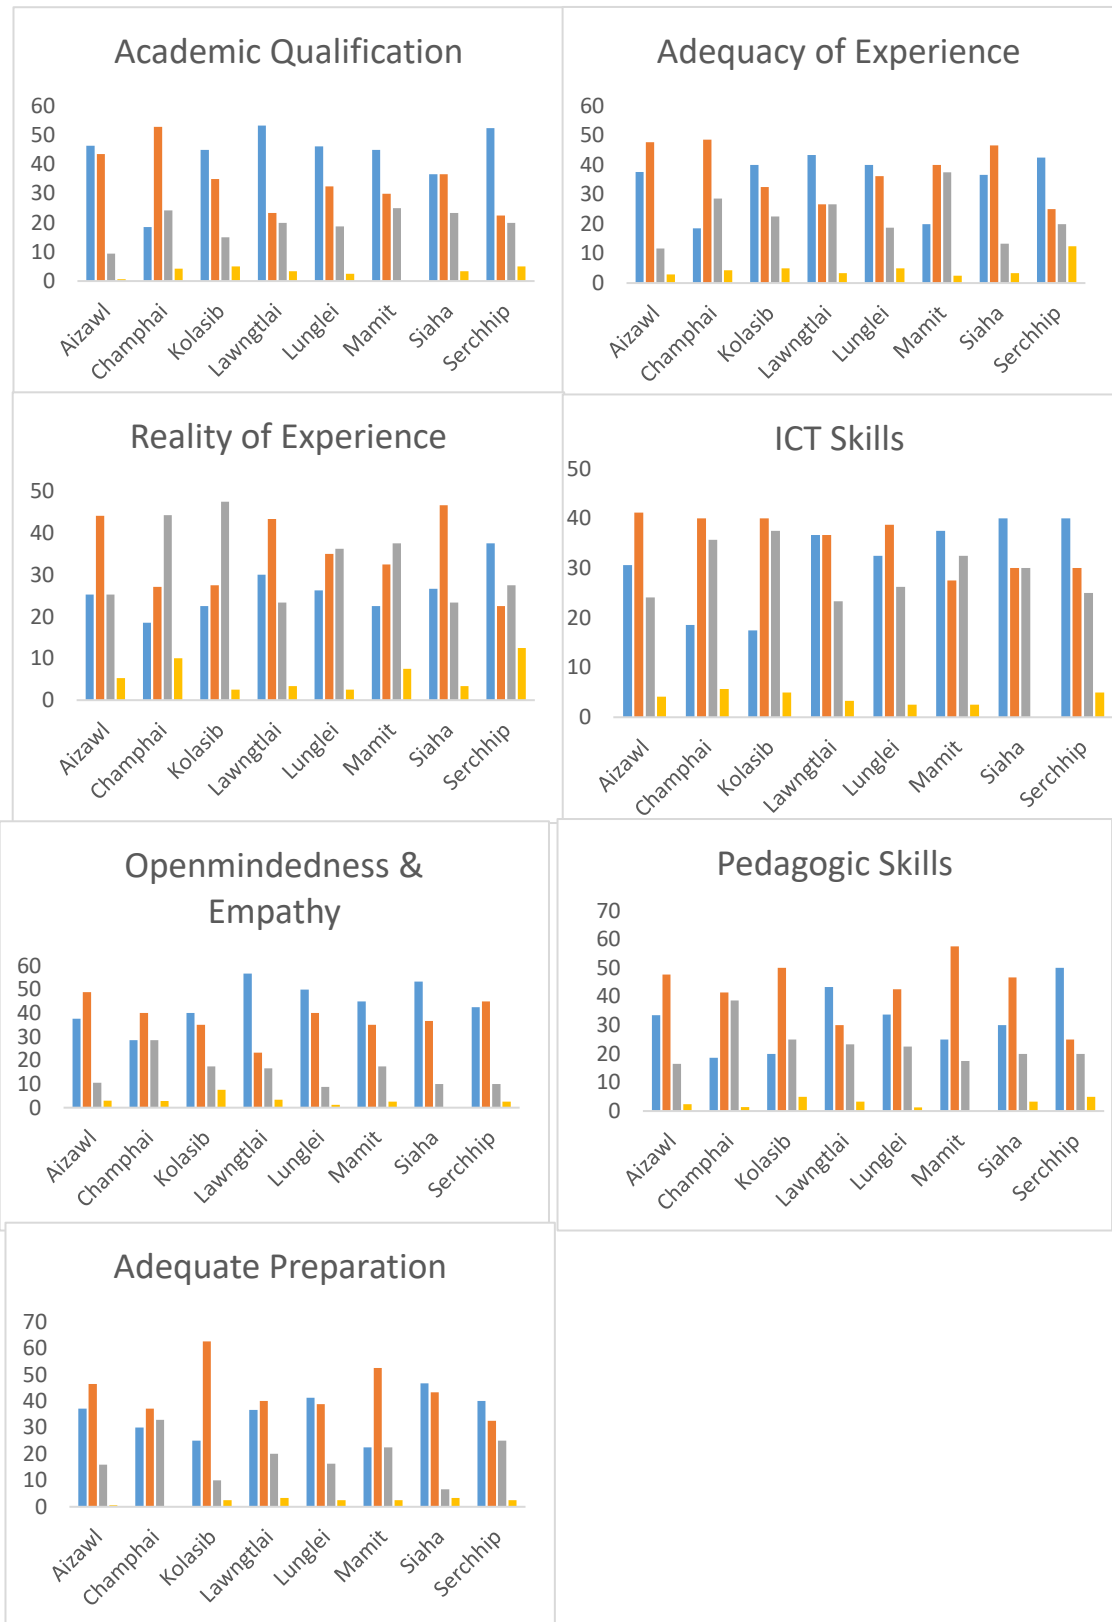 Academic Qualification
60
50
40
30
20
10
0
Aizawl
Champhai
Kolasib
Lawngtlai
Lunglei
Mamit
Siaha
Serchhip
Adequacy of Experience
60
50
40
30
20
10
0
Aizawl
Champhai
Kolasib
Lawngtlai
Lunglei
Mamit
Siaha
Serchhip
Reality of Experience
50
40
30
20
10
0
Aizawl
Champhai
Kolasib
Lawngtlai
Lunglei
Mamit
Siaha
Serchhip
ICT Skills
50
40
30
20
10
0
Aizawl
Champhai
Kolasib
Lawngtlai
Lunglei
Mamit
Siaha
Serchhip
Openmindedness &
Empathy
60
50
40
30
20
10
0
Aizawl
Champhai
Kolasib
Lawngtlai
Lunglei
Mamit
Siaha
Serchhip
Pedagogic Skills
70
60
50
40
30
20
10
0
Aizawl
Champhai
Kolasib
Lawngtlai
Lunglei
Mamit
Siaha
Serchhip
Adequate Preparation
70
60
50
40
30
20
10
0
Aizawl
Champhai
Kolasib
Lawngtlai
Lunglei
Mamit
Siaha
Serchhip